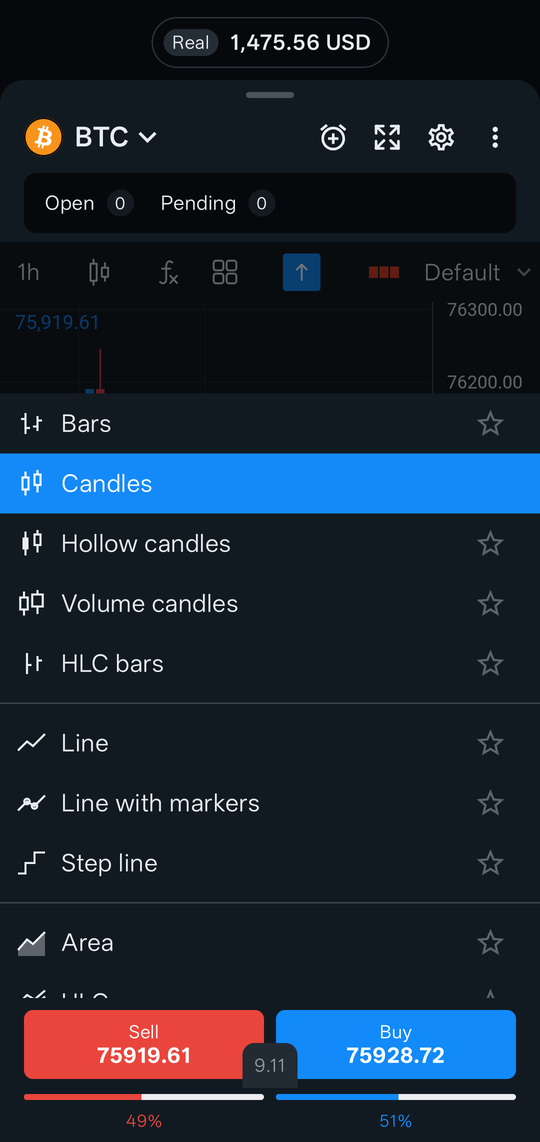 Real 1,475.56 USD
BTC
Open 0 Pending 0
1h fx Default
75,919.61
76300.00
76200.00
Bars
Candles
Hollow candles
Volume candles
HLC bars
Line
Line with markers
Step line
Area
Sell
75919.61
Buy
75928.72
9.11
49%
51%